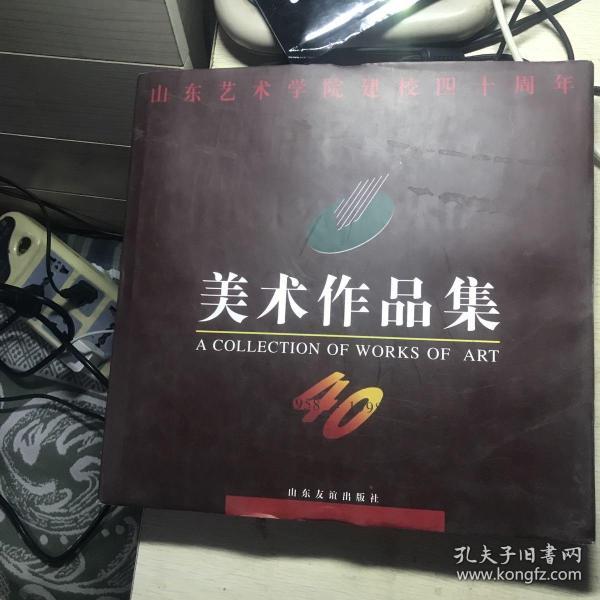 山东艺术学院建校四十周年
美术作品集
A COLLECTION OF WORKS OF ART
40
山东友谊出版社
孔夫子旧书网
www.kongfz.com